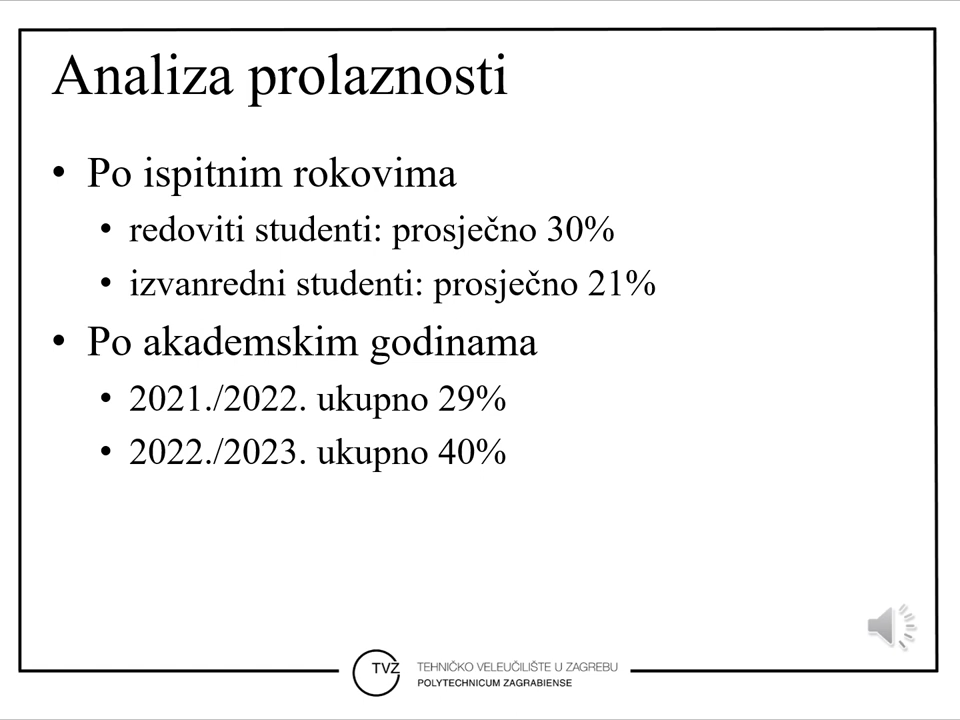 Analiza prolaznosti
• Po ispitnim rokovima
• redoviti studenti: prosječno 30%
• izvanredni studenti: prosječno 21%
• Po akademskim godinama
• 2021./2022. ukupno 29%
• 2022./2023. ukupno 40%
TVZ
TEHNIČKO VELEUČILIŠTE U ZAGREBU
POLYTECHNICUM ZAGRABIENSE